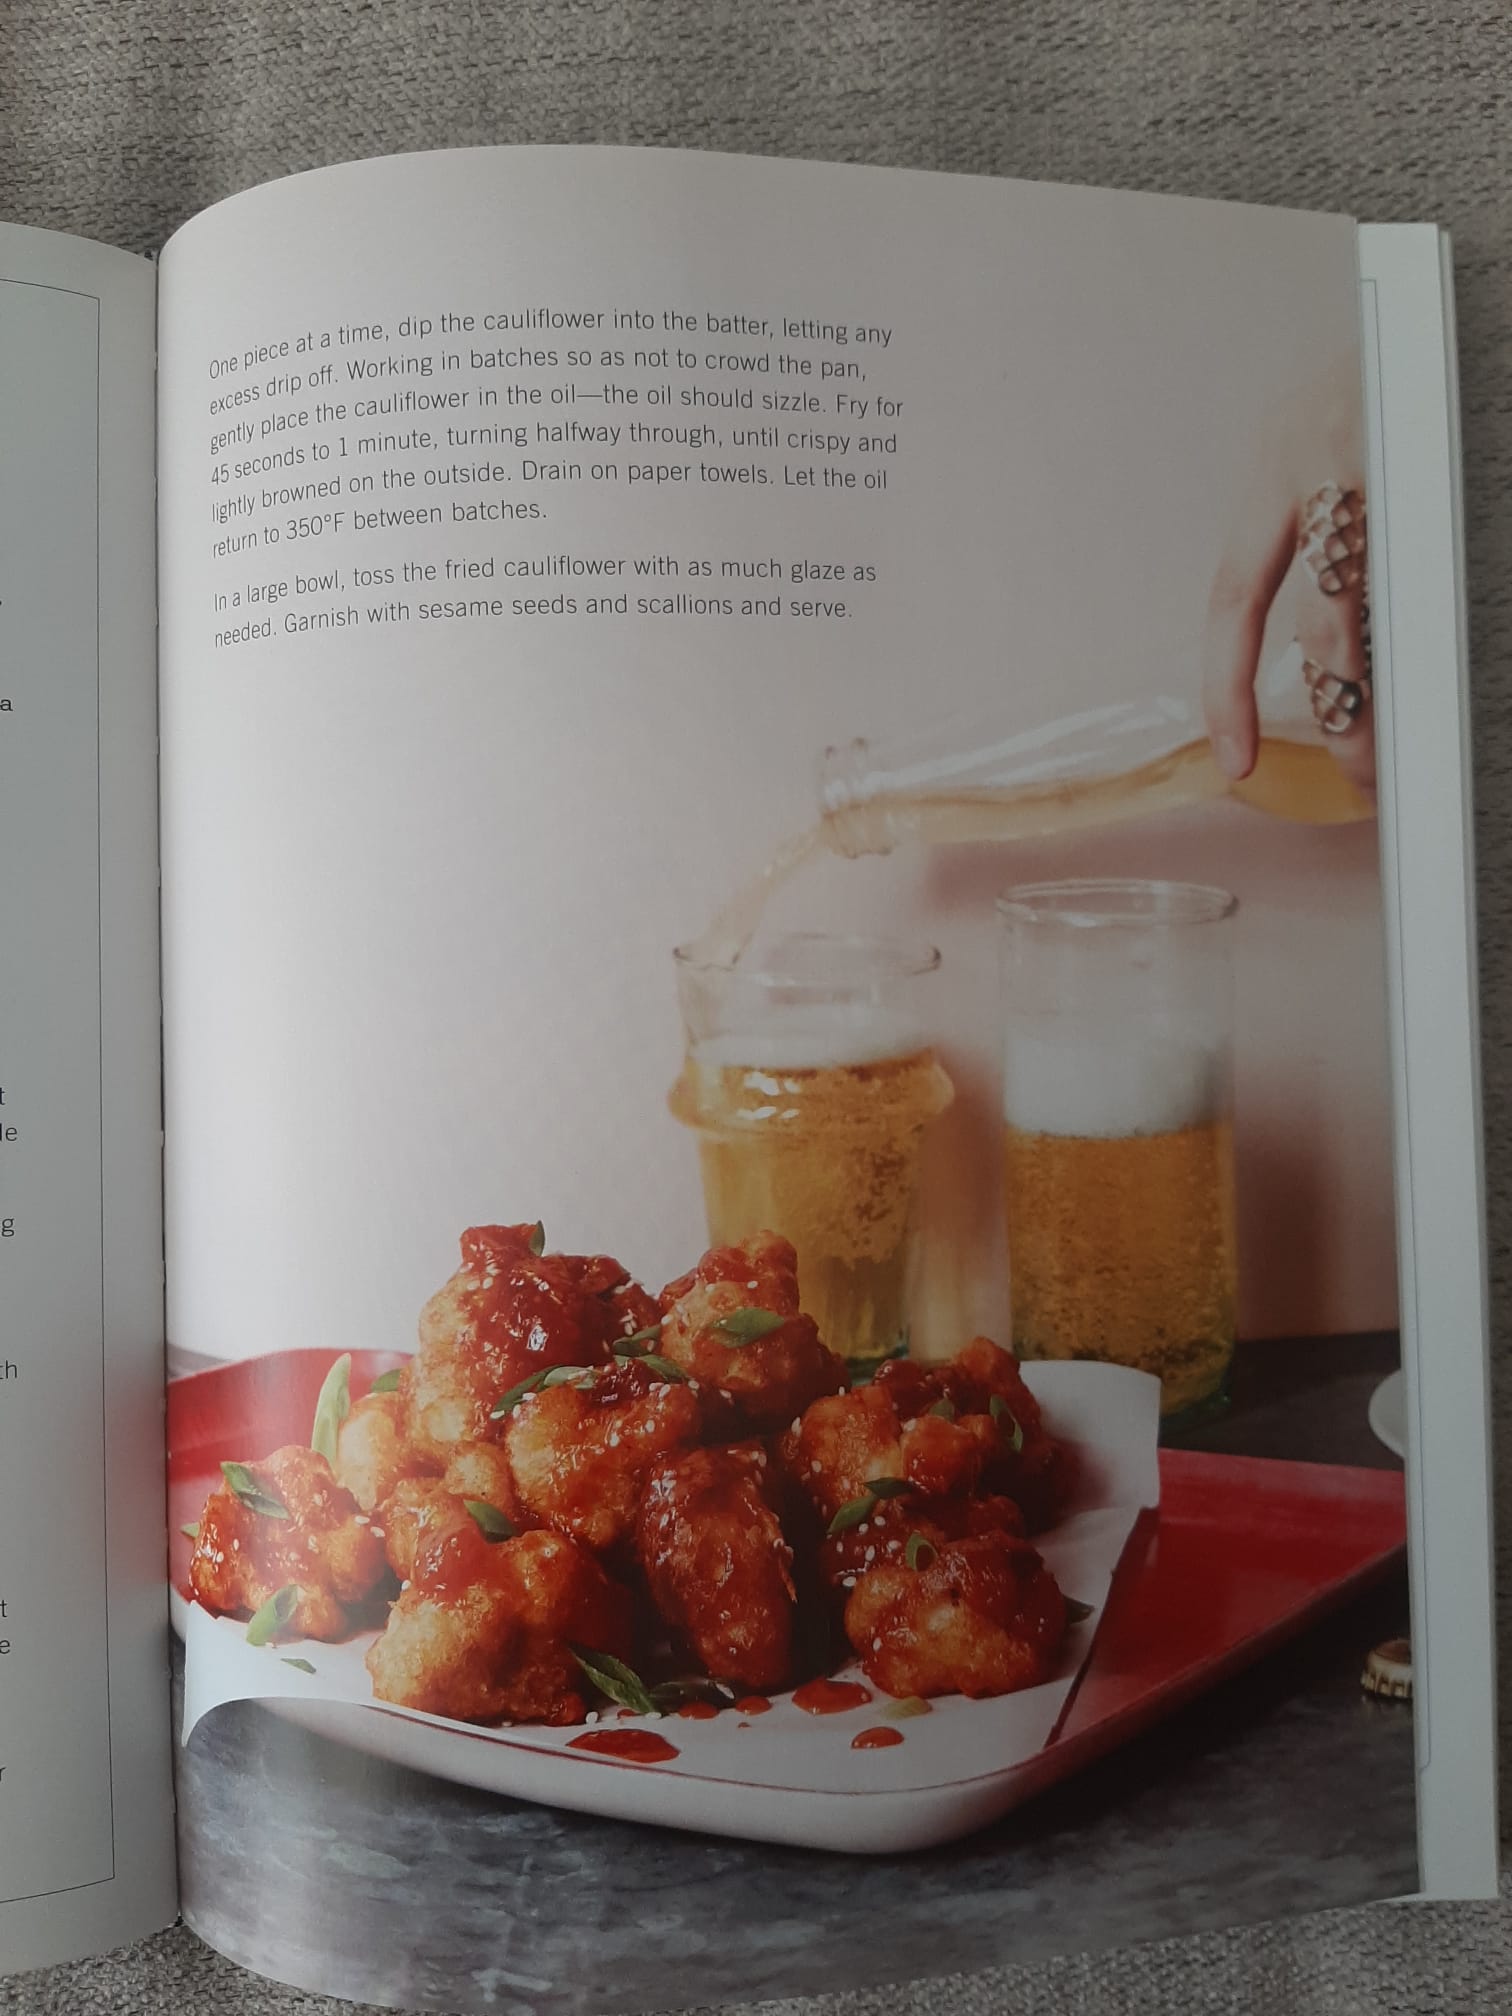 One piece at a time, dip the cauliflower into the batter, letting any
excess drip off. Working in batches so as not to crowd the pan,
gently place the cauliflower in the oil—the oil should sizzle. Fry for
45 seconds to 1 minute, turning halfway through, until crispy and
lightly browned on the outside. Drain on paper towels. Let the oil
return to 350°F between batches.
In a large bowl, toss the fried cauliflower with as much glaze as
needed. Garnish with sesame seeds and scallions and serve.